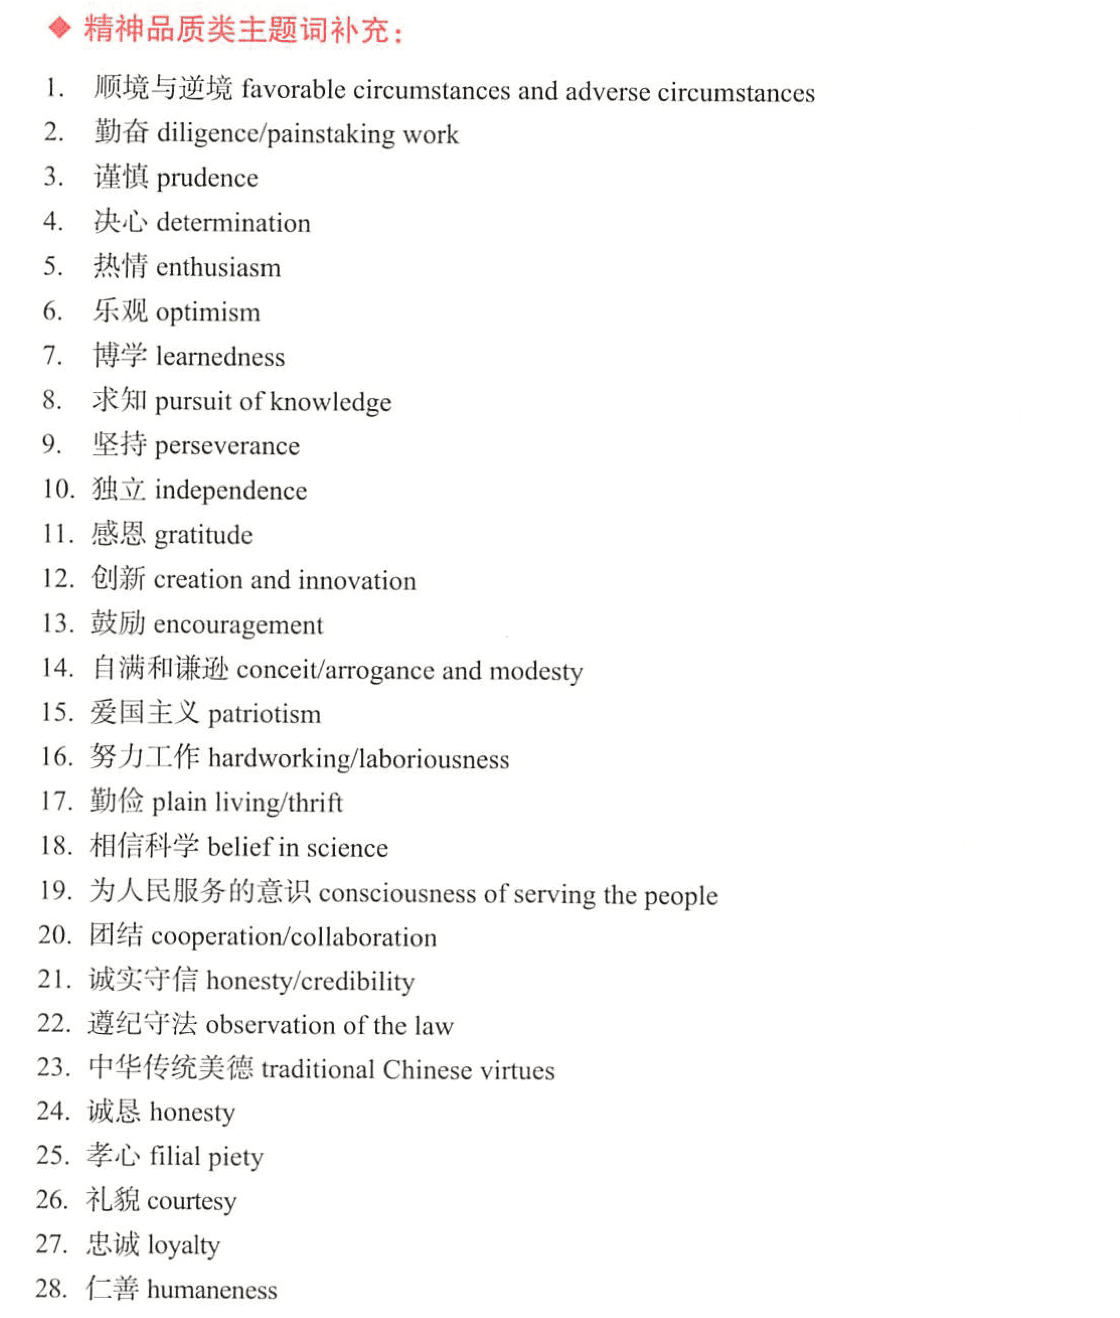 ◆ 精神品质类主题词补充：
1. 顺境与逆境 favorable circumstances and adverse circumstances
2. 勤奋 diligence/painstaking work
3. 谨慎 prudence
4. 决心 determination
5. 热情 enthusiasm
6. 乐观 optimism
7. 博学 learnedness
8. 求知 pursuit of knowledge
9. 坚持 perseverance
10. 独立 independence
11. 感恩 gratitude
12. 创新 creation and innovation
13. 鼓励 encouragement
14. 自满和谦逊 conceit/arrogance and modesty
15. 爱国主义 patriotism
16. 努力工作 hardworking/laboriousness
17. 勤俭 plain living/thrift
18. 相信科学 belief in science
19. 为人民服务的意识 consciousness of serving the people
20. 团结 cooperation/collaboration
21. 诚实守信 honesty/credibility
22. 遵纪守法 observation of the law
23. 中华传统美德 traditional Chinese virtues
24. 诚恳 honesty
25. 孝心 filial piety
26. 礼貌 courtesy
27. 忠诚 loyalty
28. 仁善 humaneness